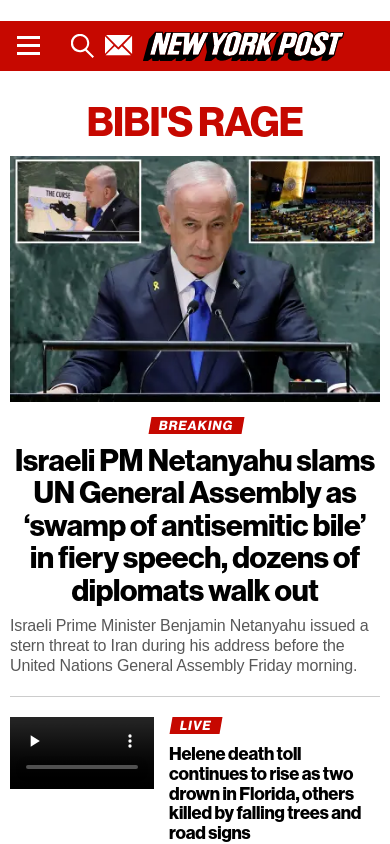 NEW YORK POST
BIBI'S RAGE
THE CURSE
BREAKING
Israeli PM Netanyahu slams
UN General Assembly as
‘swamp of antisemitic bile’
in fiery speech, dozens of
diplomats walk out
Israeli Prime Minister Benjamin Netanyahu issued a
stern threat to Iran during his address before the
United Nations General Assembly Friday morning.
LIVE
Helene death toll
continues to rise as two
drown in Florida, others
killed by falling trees and
road signs